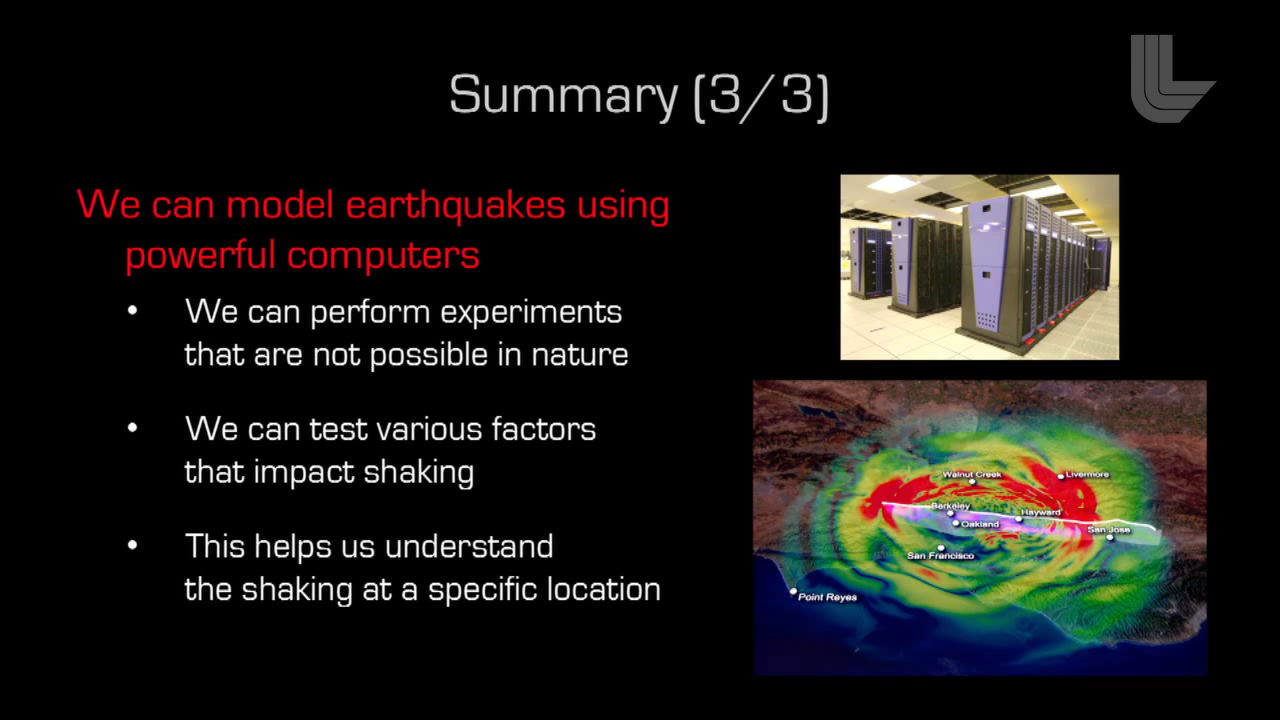 Summary (3/3)
We can model earthquakes using
powerful computers
• We can perform experiments
that are not possible in nature
• We can test various factors
that impact shaking
• This helps us understand
the shaking at a specific location
Walnut Creek
Livermore
Berkeley
Hayward
Oakland
San Jose
San Francisco
Point Reyes